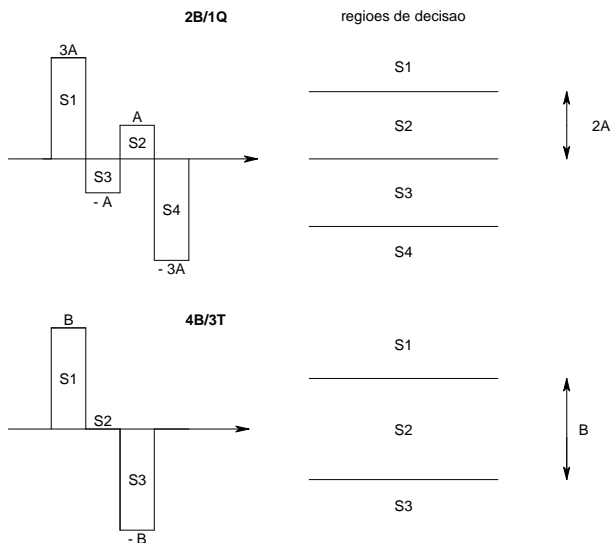 2B/1Q
regioes de decisao
3A
S1
A
S2
S3
- A
S4
- 3A
S1
S2
2A
S3
S4
4B/3T
B
S1
S2
S3
- B
S1
S2
B
S3